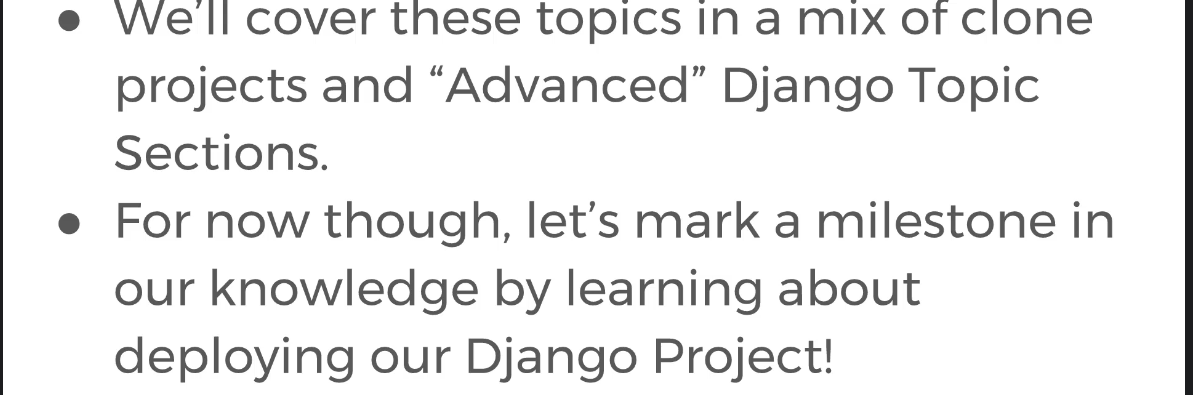 ● We’ll cover these topics in a mix of clone
projects and “Advanced” Django Topic
Sections.
● For now though, let’s mark a milestone in
our knowledge by learning about
deploying our Django Project!